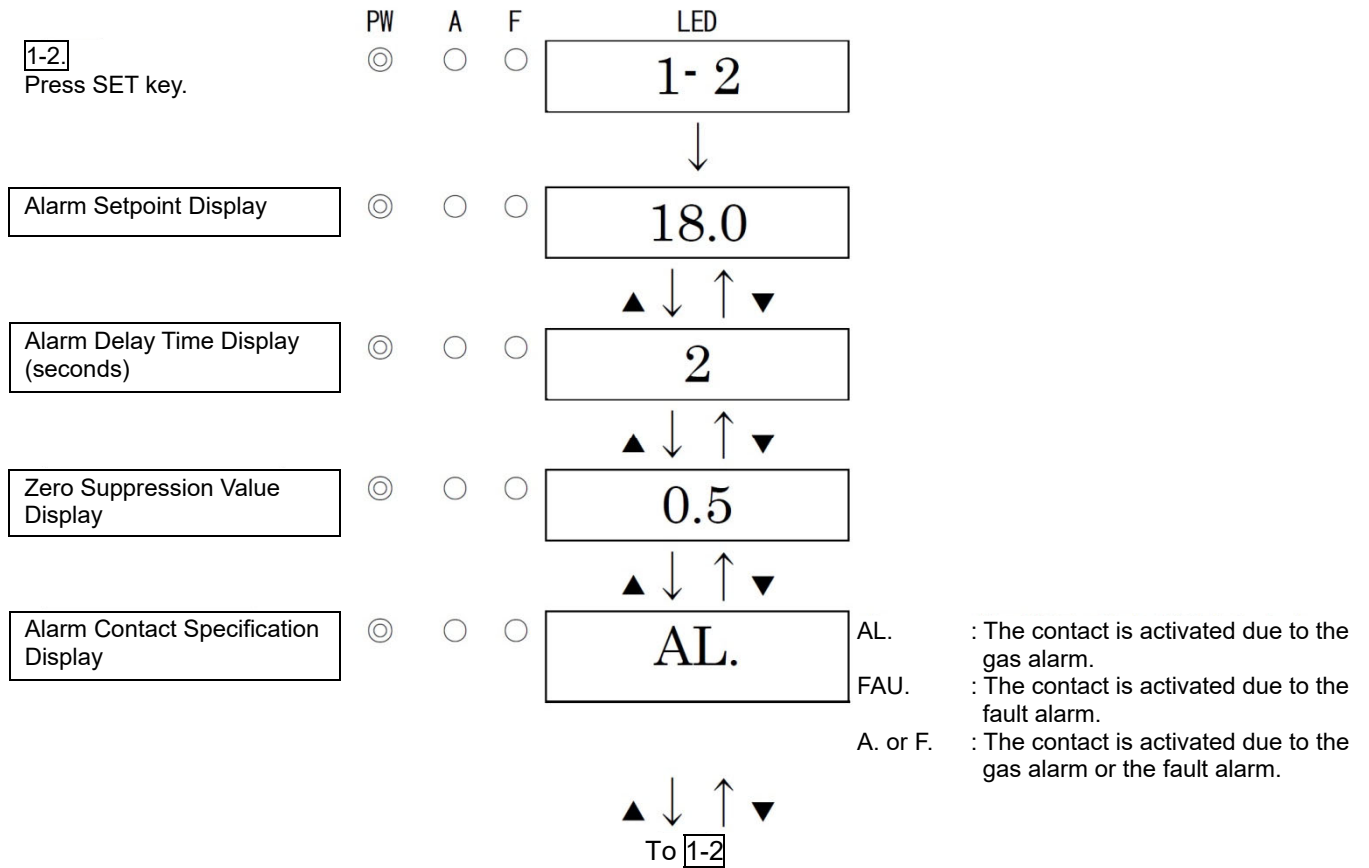 PW A F LED
1-2.
Press SET key.
1- 2
↓
Alarm Setpoint Display
18.0
▲ ↓ ↑ ▼
Alarm Delay Time Display
(seconds)
2
▲ ↓ ↑ ▼
Zero Suppression Value
Display
0.5
▲ ↓ ↑ ▼
Alarm Contact Specification
Display
AL.
AL. : The contact is activated due to the
gas alarm.
FAU. : The contact is activated due to the
fault alarm.
A. or F. : The contact is activated due to the
gas alarm or the fault alarm.
▲ ↓ ↑ ▼
To 1-2